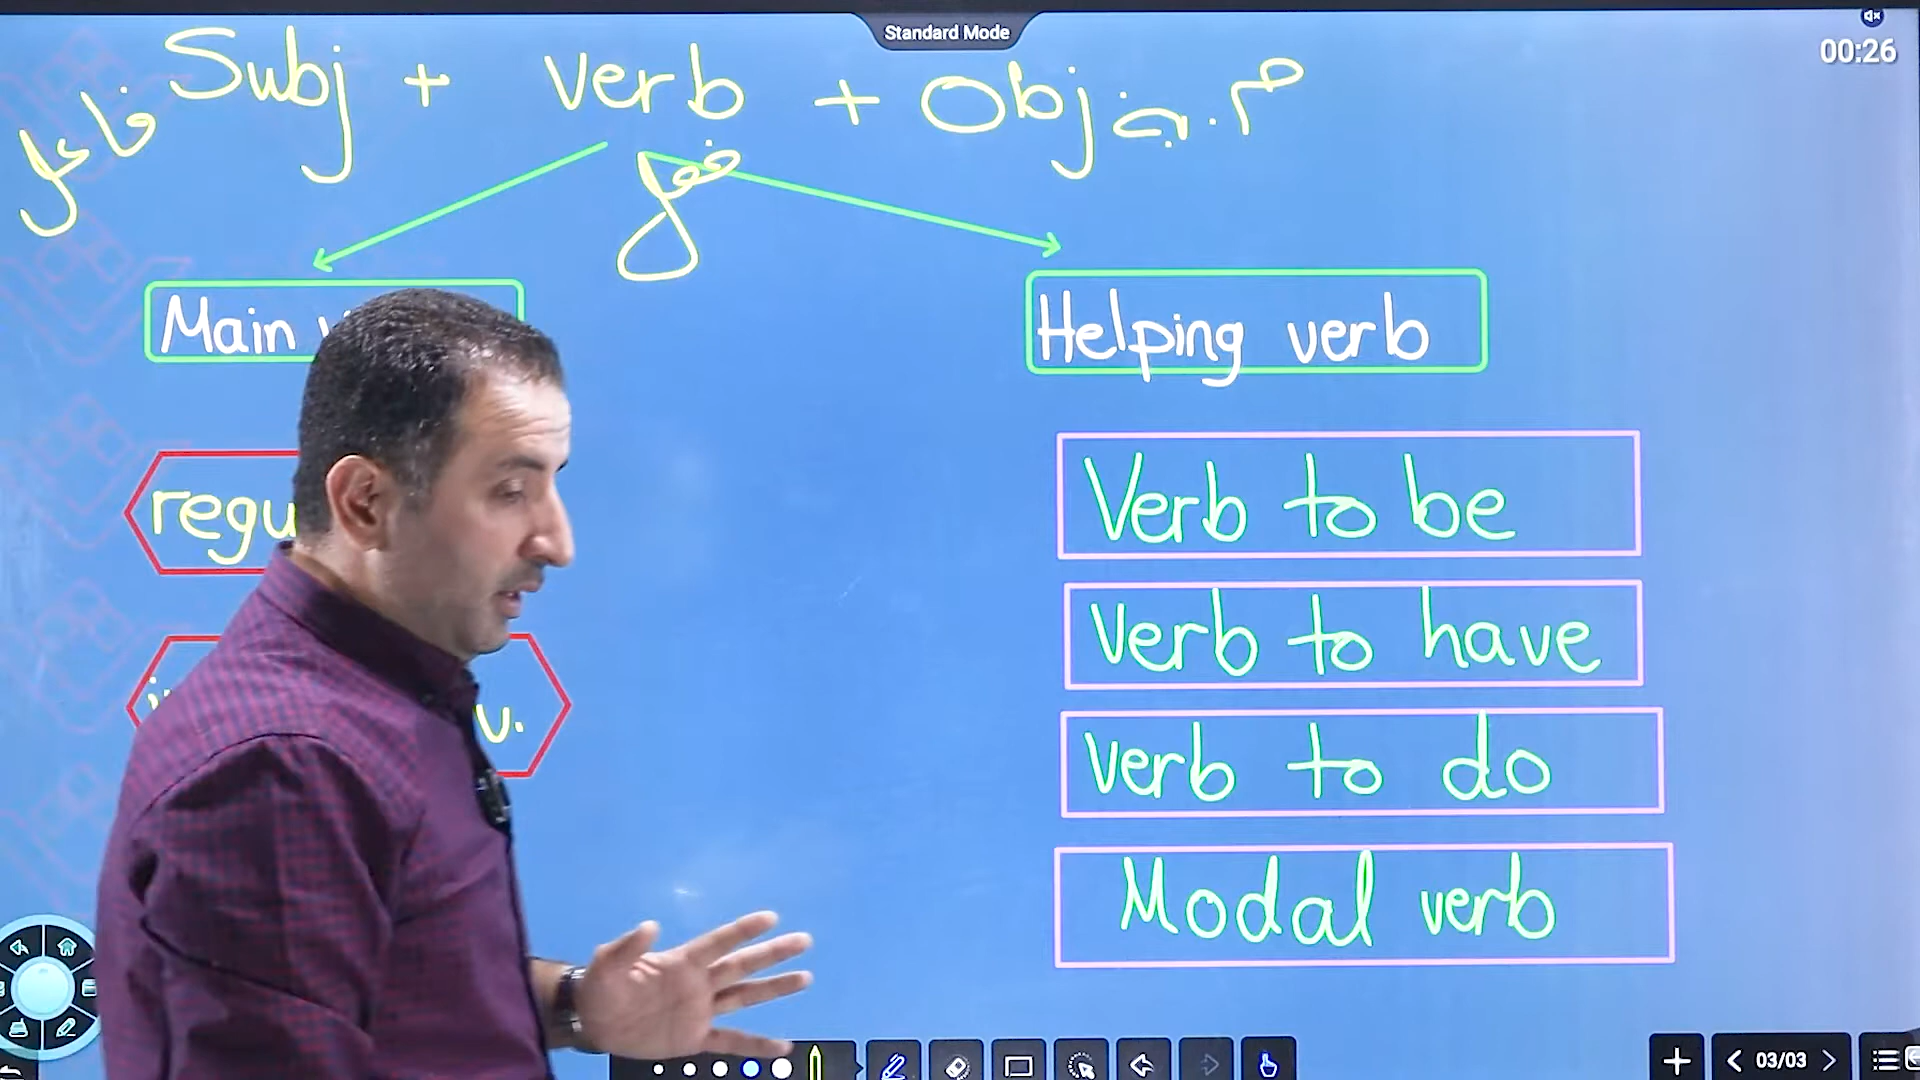 Standard Mode
00:26
Subj + verb + Obj
فاعل
فعل
م. به
Main
Helping verb
regu
Verb to be
verb to have
v.
verb to do
Modal verb
03/03